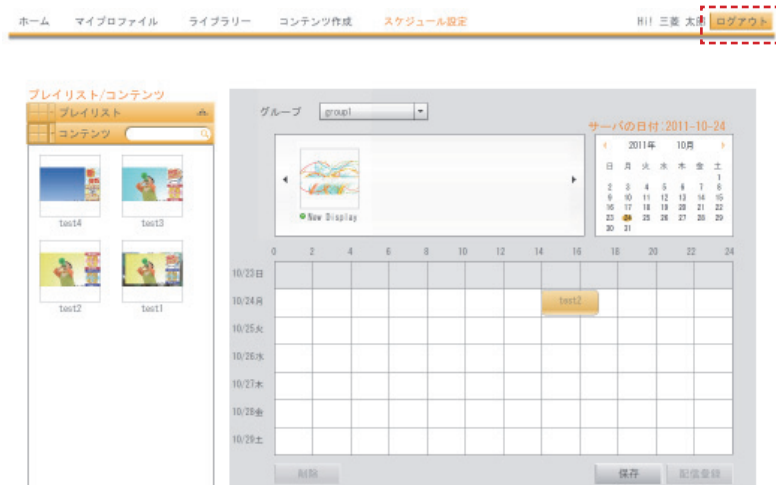 ホーム マイプロファイル ライブラリー コンテンツ作成 スケジュール設定 Hi! 三菱 太郎 ログアウト
プレイリスト/コンテンツ
プレイリスト
コンテンツ
test4 test3
test2 test1
グループ group1
サーバの日付:2011-10-24
New Display
2011年 10月
日 月 火 水 木 金 土
1
2 3 4 5 6 7 8
9 10 11 12 13 14 15
16 17 18 19 20 21 22
23 24 25 26 27 28 29
30 31
0 2 4 6 8 10 12 14 16 18 20 22 24
10/23日
10/24月 test2
10/25火
10/26水
10/27木
10/28金
10/29土
削除 保存 配信登録